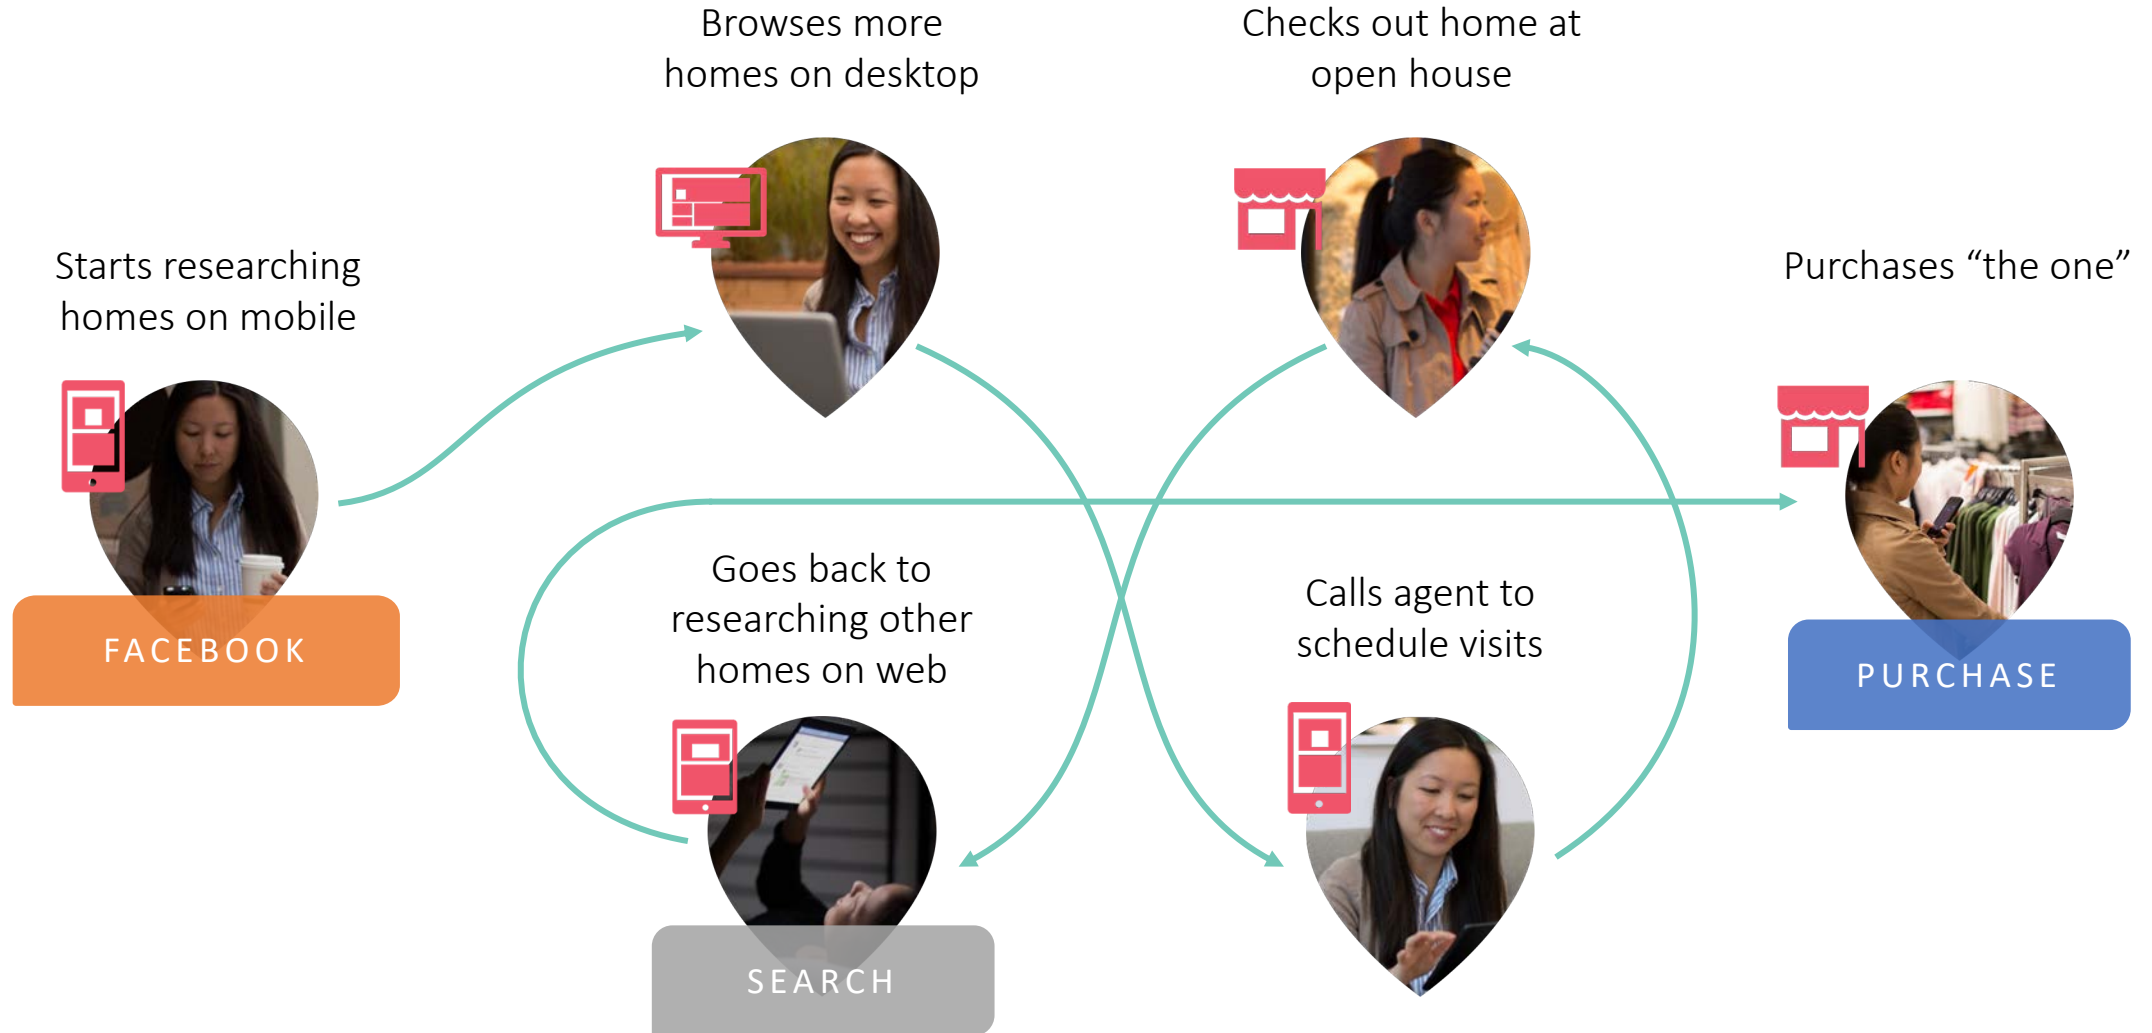 Browses more
homes on desktop
Checks out home at
open house
Starts researching
homes on mobile
Purchases “the one”
FACEBOOK
Goes back to
researching other
homes on web
Calls agent to
schedule visits
PURCHASE
SEARCH